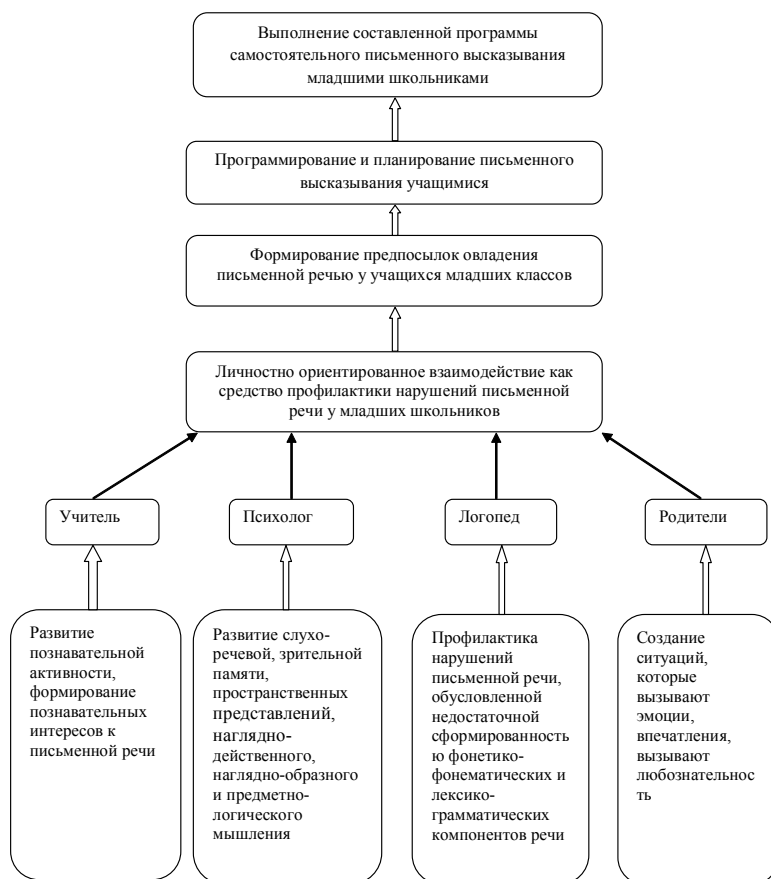 Выполнение составленной программы
самостоятельного письменного высказывания
младшими школьниками
Программирование и планирование письменного
высказывания учащимися
Формирование предпосылок овладения
письменной речью у учащихся младших классов
Личностно ориентированное взаимодействие как
средство профилактики нарушений письменной
речи у младших школьников
Учитель
Психолог
Логопед
Родители
Развитие
познавательной
активности,
формирование
познавательных
интересов к
письменной речи
Развитие слухо-
речевой, зрительной
памяти,
пространственных
представлений,
наглядно-
действенного,
наглядно-образного
и предметно-
логического
мышления
Профилактика
нарушений
письменной речи,
обусловленной
недостаточной
сформированность
ю фонетико-
фонематических и
лексико-
грамматических
компонентов речи
Создание
ситуаций,
которые
вызывают
эмоции,
впечатления,
вызывают
любознательнос
ть